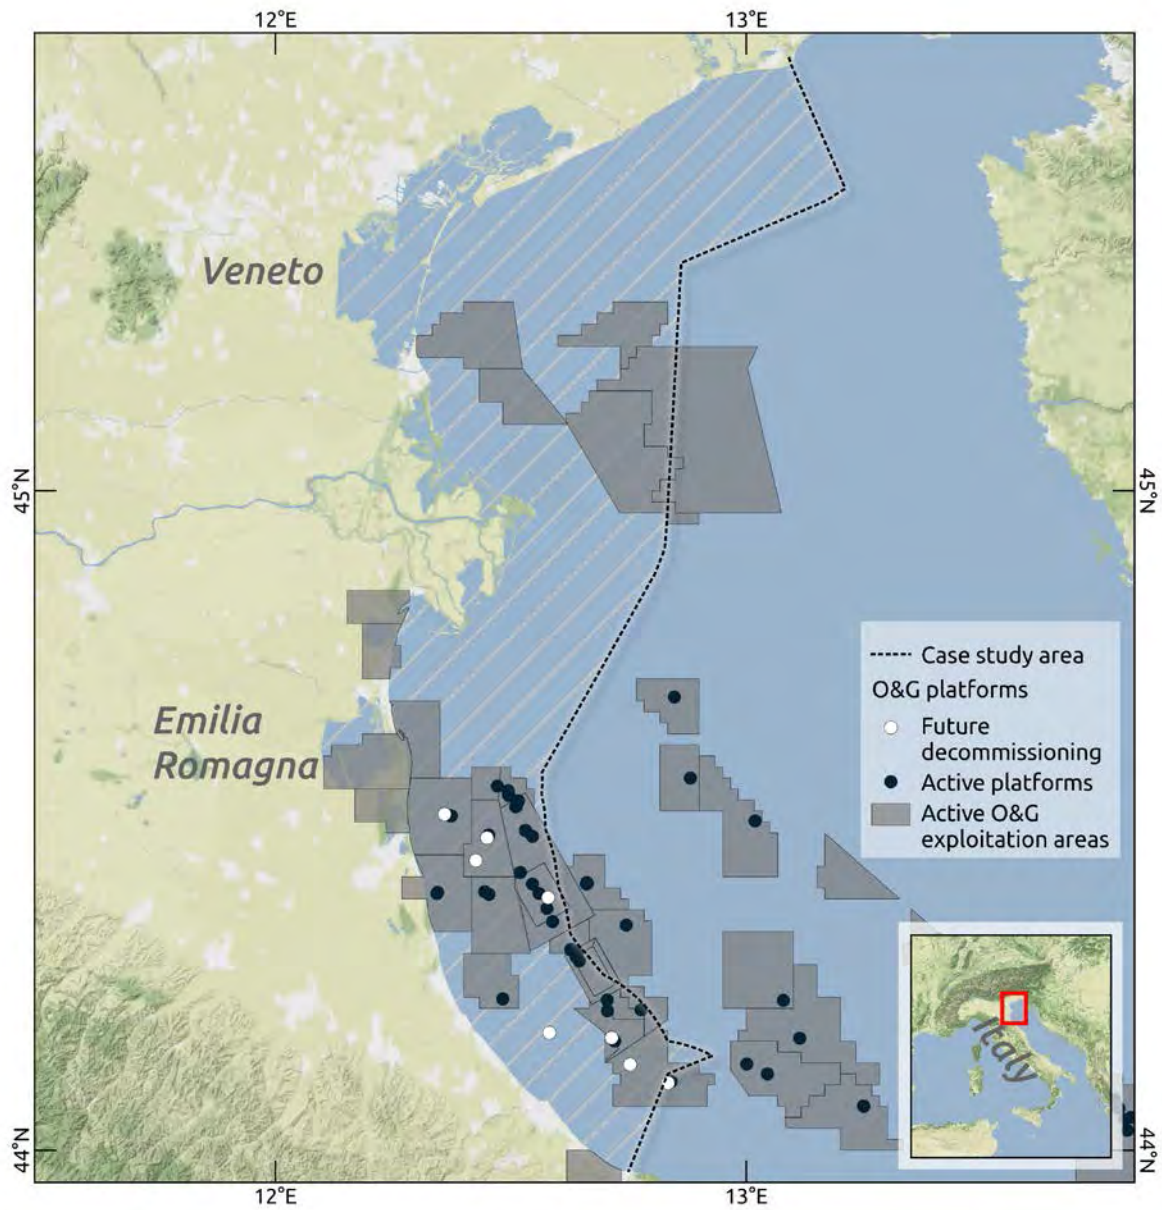 12°E 13°E
Veneto
45°N 45°N
Case study area
O&G platforms
Future
decommissioning
Active platforms
Active O&G
exploitation areas
Emilia
Romagna
Italy
44°N 44°N
12°E 13°E